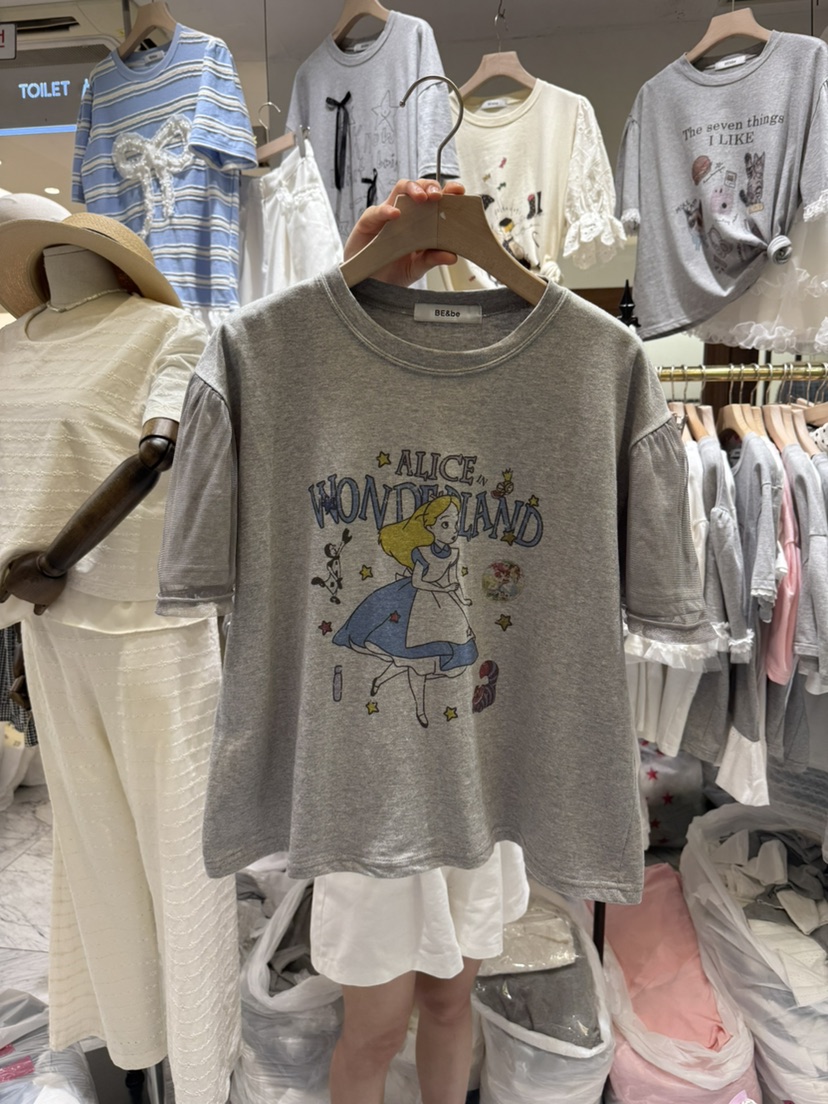 TOILET
The seven things
I LIKE
BE&be
ALICE
IN
WONDERLAND